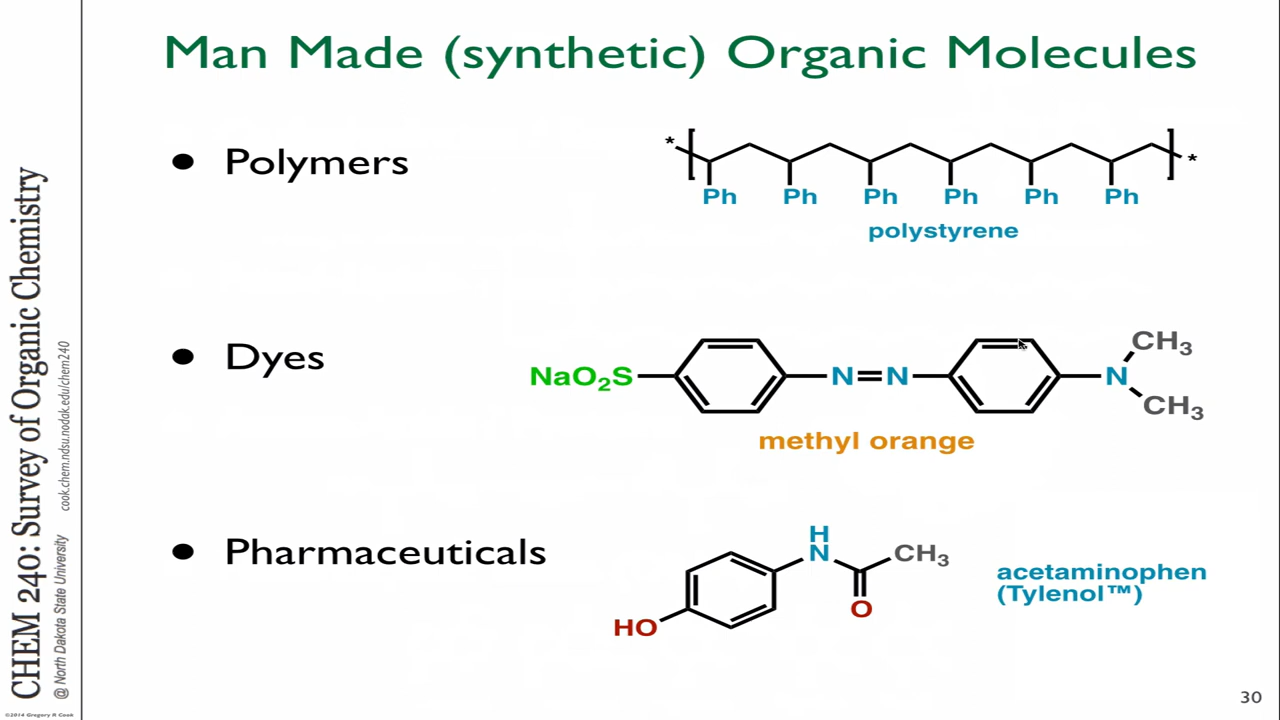 Man Made (synthetic) Organic Molecules
● Polymers
* [ ] *
Ph Ph Ph Ph Ph Ph
polystyrene
● Dyes
NaO₂S N=N N CH₃
CH₃
methyl orange
● Pharmaceuticals
H
N CH₃
O
HO
acetaminophen
(Tylenol™)
30
CHEM 240: Survey of Organic Chemistry
@ North Dakota State University cook.chem.ndsu.nodak.edu/chem240
©2014 Gregory R Cook